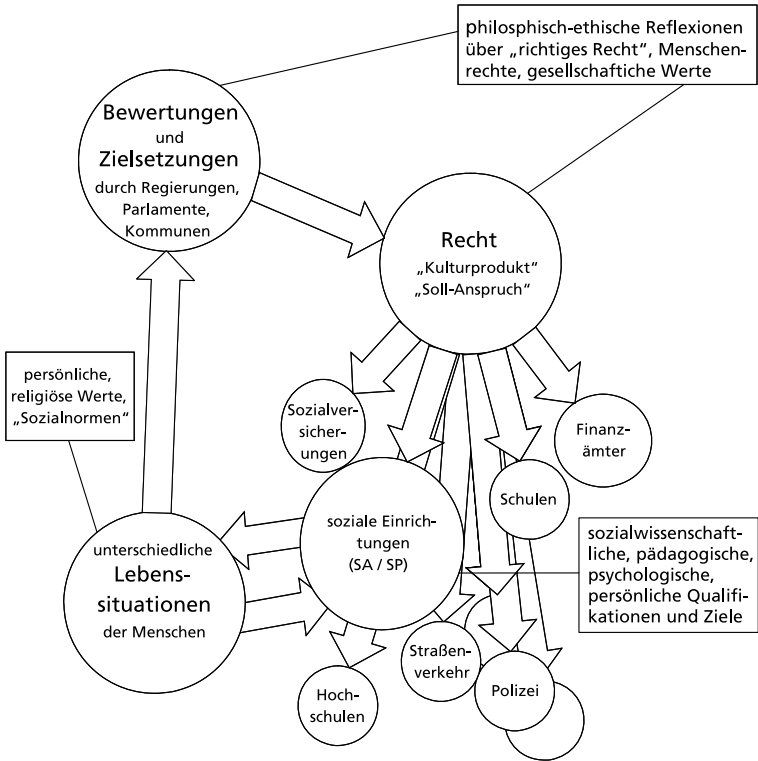 philosphisch-ethische Reflexionen
über „richtiges Recht“, Menschen-
rechte, gesellschaftiche Werte
Bewertungen
und
Zielsetzungen
durch Regierungen,
Parlamente,
Kommunen
Recht
„Kulturprodukt“
„Soll-Anspruch“
persönliche,
religiöse Werte,
„Sozialnormen“
Sozialver-
sicher-
ungen
Finanz-
ämter
Schulen
soziale Einrich-
tungen
(SA / SP)
unterschiedliche
Lebens-
situationen
der Menschen
sozialwissenschaft-
liche, pädagogische,
psychologische,
persönliche Qualifi-
kationen und Ziele
Straßen-
verkehr
Polizei
Hoch-
schulen